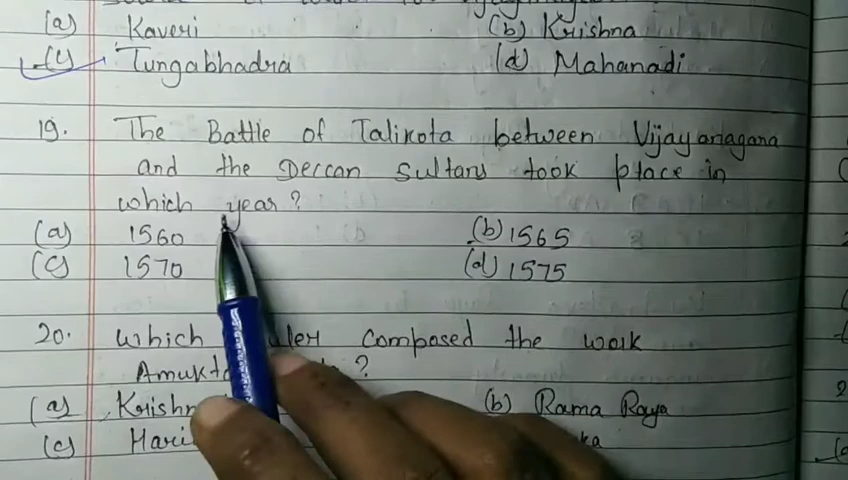 (a) Kaveri (b) Krishna
(c) Tungabhadra (d) Mahanadi
19. The Battle of Talikota between Vijayanagara
and the Deccan sultans took place in
which year?
(a) 1560 (b) 1565
(c) 1570 (d) 1575
20. Which composed the work
?
(a) (b) Rama Raya
(c)